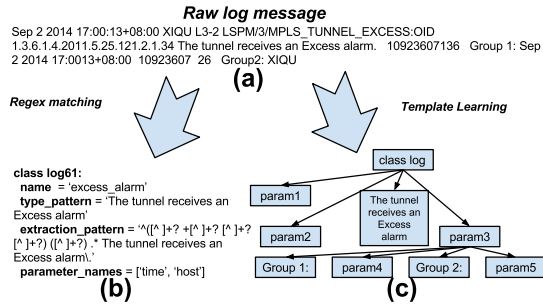 Raw log message
Sep 2 2014 17:00:13+08:00 XIQU L3-2 LSPM/3/MPLS_TUNNEL_EXCESS:OID
1.3.6.1.4.2011.5.25.121.2.1.34 The tunnel receives an Excess alarm. 10923607136 Group 1: Sep
2 2014 17:0013+08:00 10923607 26 Group2: XIQU
(a)
Regex matching
Template Learning
class log61:
name = ‘excess_alarm’
type_pattern = ‘The tunnel receives an
Excess alarm’
extraction_pattern = ‘^([^ ]+? +[^ ]+? [^ ]+?
[^ ]+?) ([^ ]+?) .* The tunnel receives an
Excess alarm\.’
parameter_names = [‘time’, ‘host’]
(b)
class log
param1
The tunnel
receives an
Excess
alarm
param2
param3
Group 1:
param4
Group 2:
param5
(c)